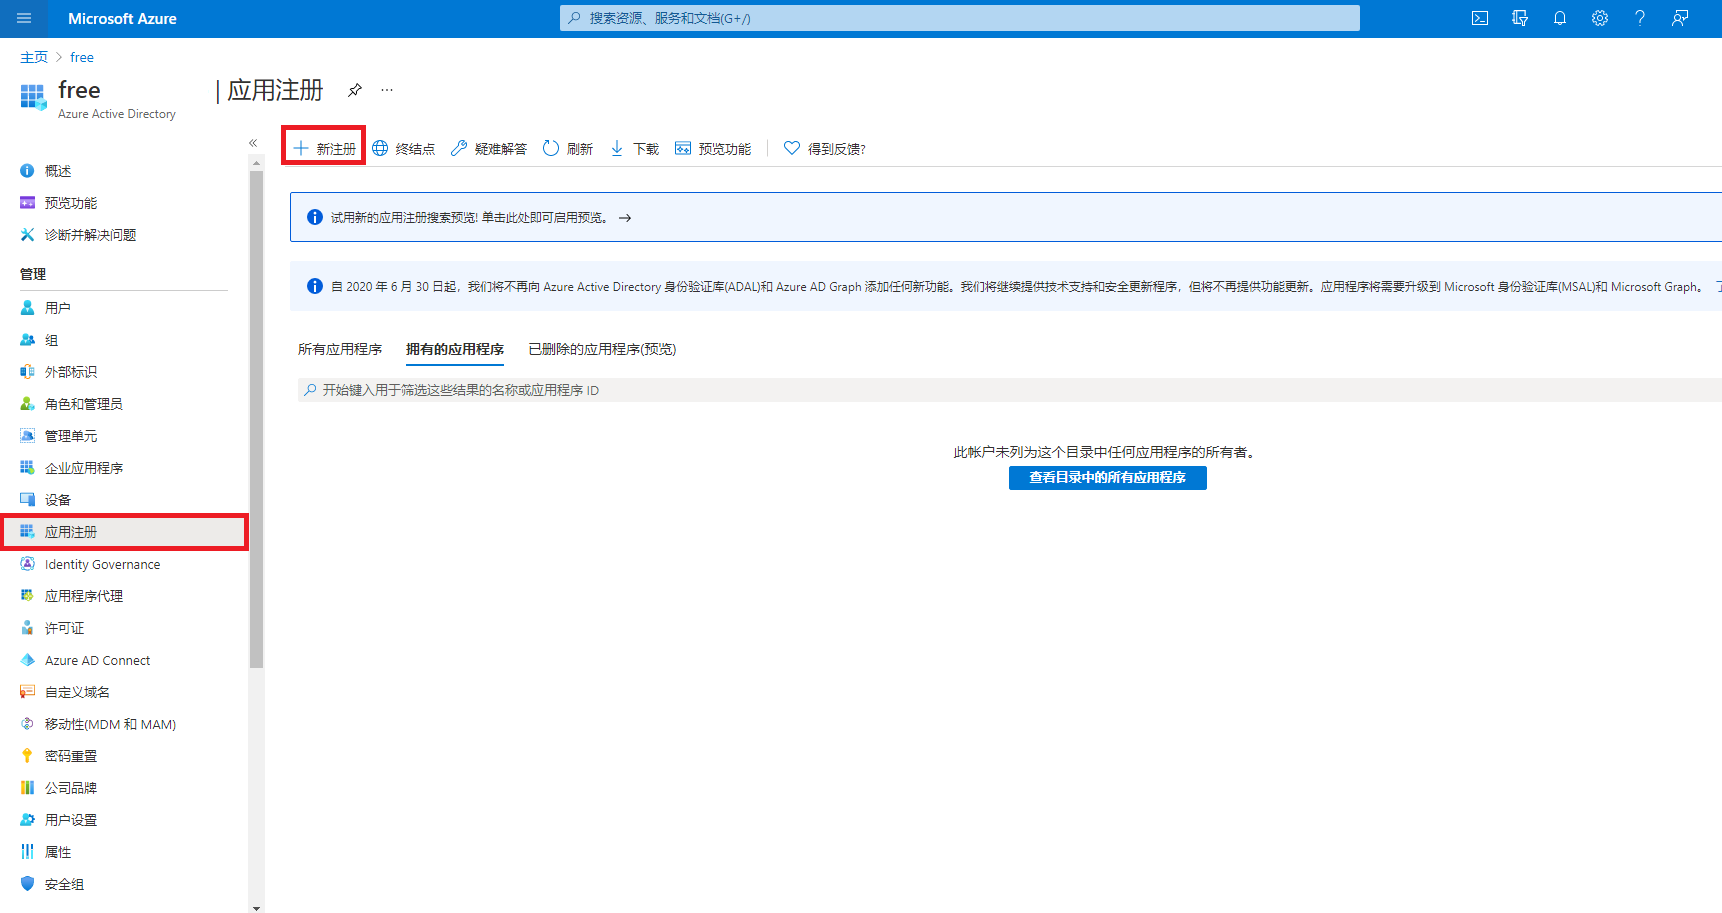 Microsoft Azure
搜索资源、服务和文档(G+/)
主页 > free
free | 应用注册
Azure Active Directory
新注册 终结点 疑难解答 刷新 下载 预览功能 得到反馈?
概述
预览功能
诊断并解决问题
管理
用户
组
外部标识
角色和管理员
管理单元
企业应用程序
设备
应用注册
Identity Governance
应用程序代理
许可证
Azure AD Connect
自定义域名
移动性(MDM 和 MAM)
密码重置
公司品牌
用户设置
属性
安全组
试用新的应用注册搜索预览! 单击此处即可启用预览。 →
自 2020 年 6 月 30 日起，我们将不再向 Azure Active Directory 身份验证库(ADAL)和 Azure AD Graph 添加任何新功能。我们将继续提供技术支持和安全更新程序，但将不再提供功能更新。应用程序将需要升级到 Microsoft 身份验证库(MSAL)和 Microsoft Graph。
所有应用程序 拥有的应用程序 已删除的应用程序(预览)
开始键入用于筛选这些结果的名称或应用程序 ID
此帐户未列为这个目录中任何应用程序的所有者。
查看目录中的所有应用程序